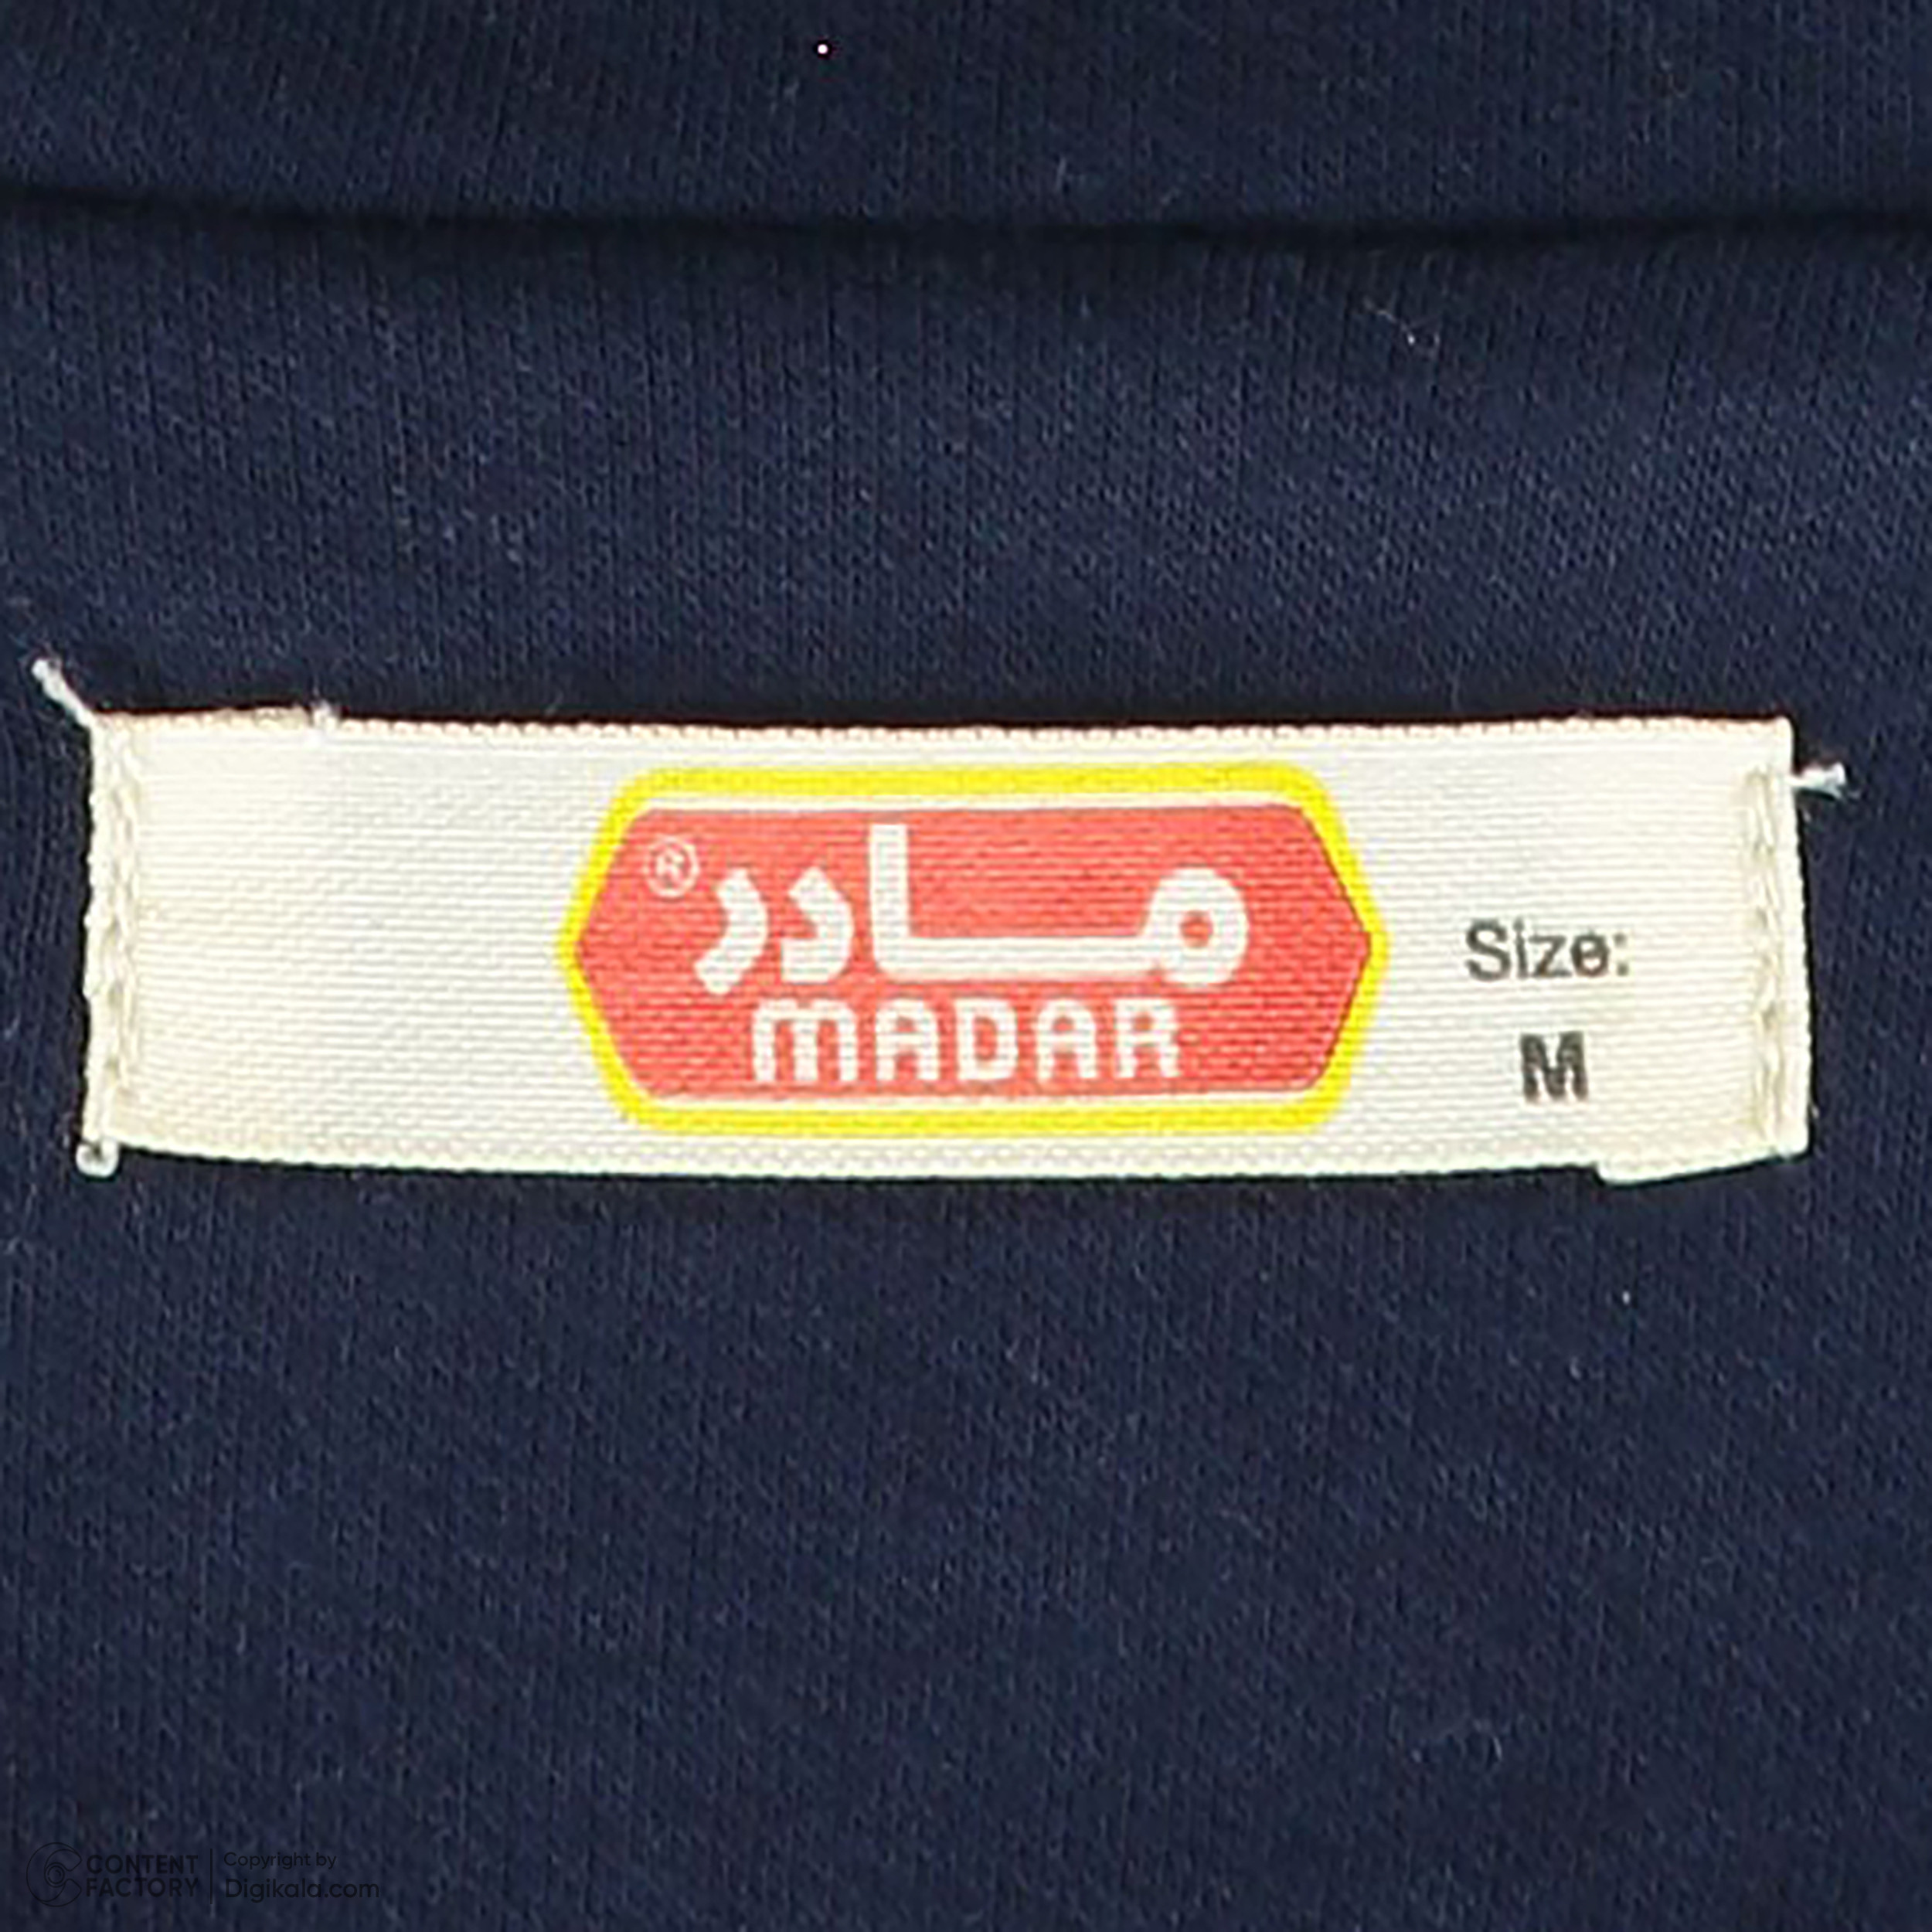 مادر®
MADAR
Size:
M
CONTENT FACTORY
Copyright by
Digikala.com